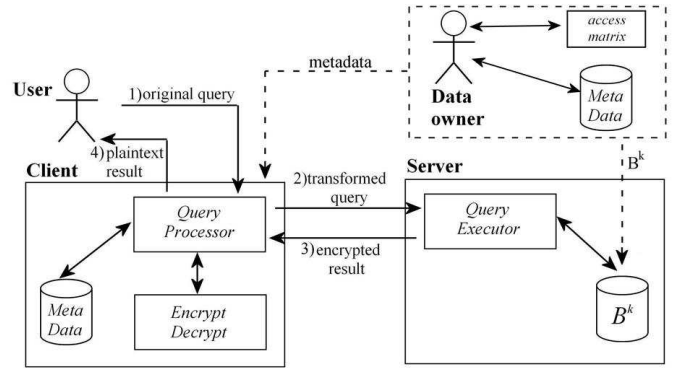 access
matrix
metadata
User
1)original query
Data
owner
Meta
Data
4)plaintext
result
B^k
Client
Server
2)transformed
query
Query
Processor
Query
Executor
3)encrypted
result
Meta
Data
Encrypt
Decrypt
B^k